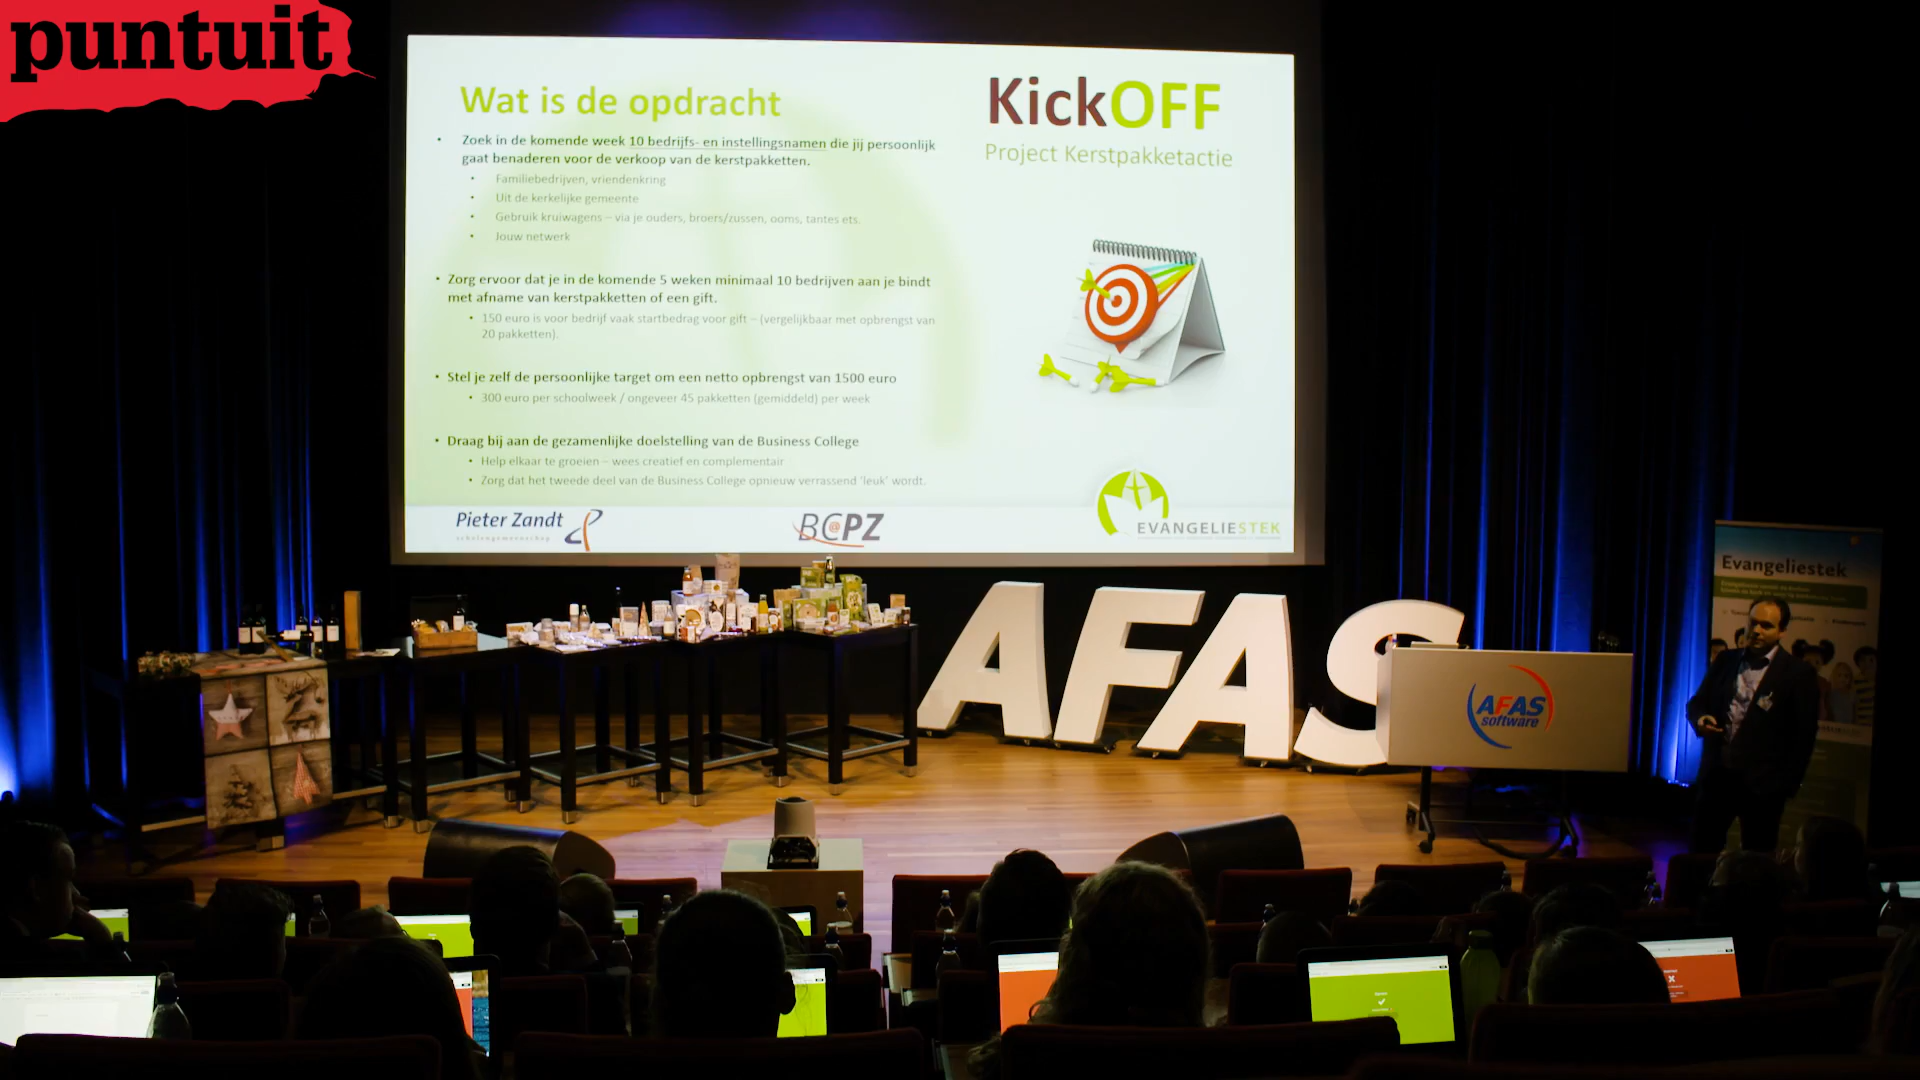 puntuit
Wat is de opdracht
• Zoek in de komende week 10 bedrijfs- en instellingsnamen die jij persoonlijk
gaat benaderen voor de verkoop van de kerstpakketten.
• Familiebedrijven, vriendenkring
• Uit de kerkelijke gemeente
• Gebruik kruiwagens – via je ouders, broers/zussen, ooms, tantes ets.
• Jouw netwerk
• Zorg ervoor dat je in de komende 5 weken minimaal 10 bedrijven aan je bindt
met afname van kerstpakketten of een gift.
• 150 euro is voor bedrijf vaak startbedrag voor gift – (vergelijkbaar met opbrengst van
20 pakketten).
• Stel je zelf de persoonlijke target om een netto opbrengst van 1500 euro
• 300 euro per schoolweek / ongeveer 45 pakketten (gemiddeld) per week
• Draag bij aan de gezamenlijke doelstelling van de Business College
• Help elkaar te groeien – wees creatief en complementair
• Zorg dat het tweede deel van de Business College opnieuw verrassend 'leuk' wordt.
KickOFF
Project Kerstpakketactie
Pieter Zandt
scholengemeenschap
BC@PZ
EVANGELIESTEK
Evangeliestek
AFAS
AFAS
software